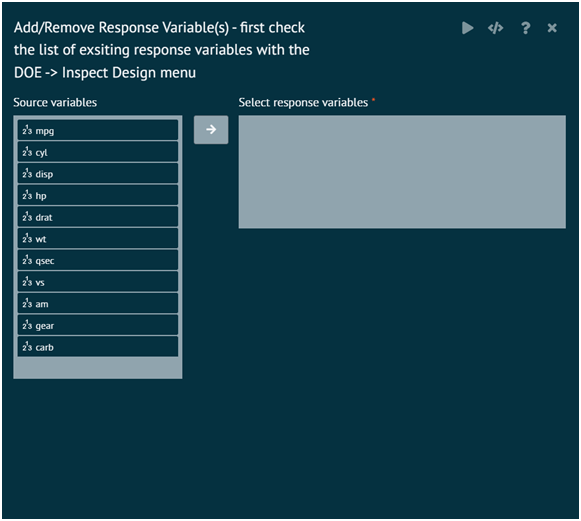 Add/Remove Response Variable(s) - first check
the list of exsiting response variables with the
DOE -> Inspect Design menu
Source variables
Select response variables *
mpg
cyl
disp
hp
drat
wt
qsec
vs
am
gear
carb